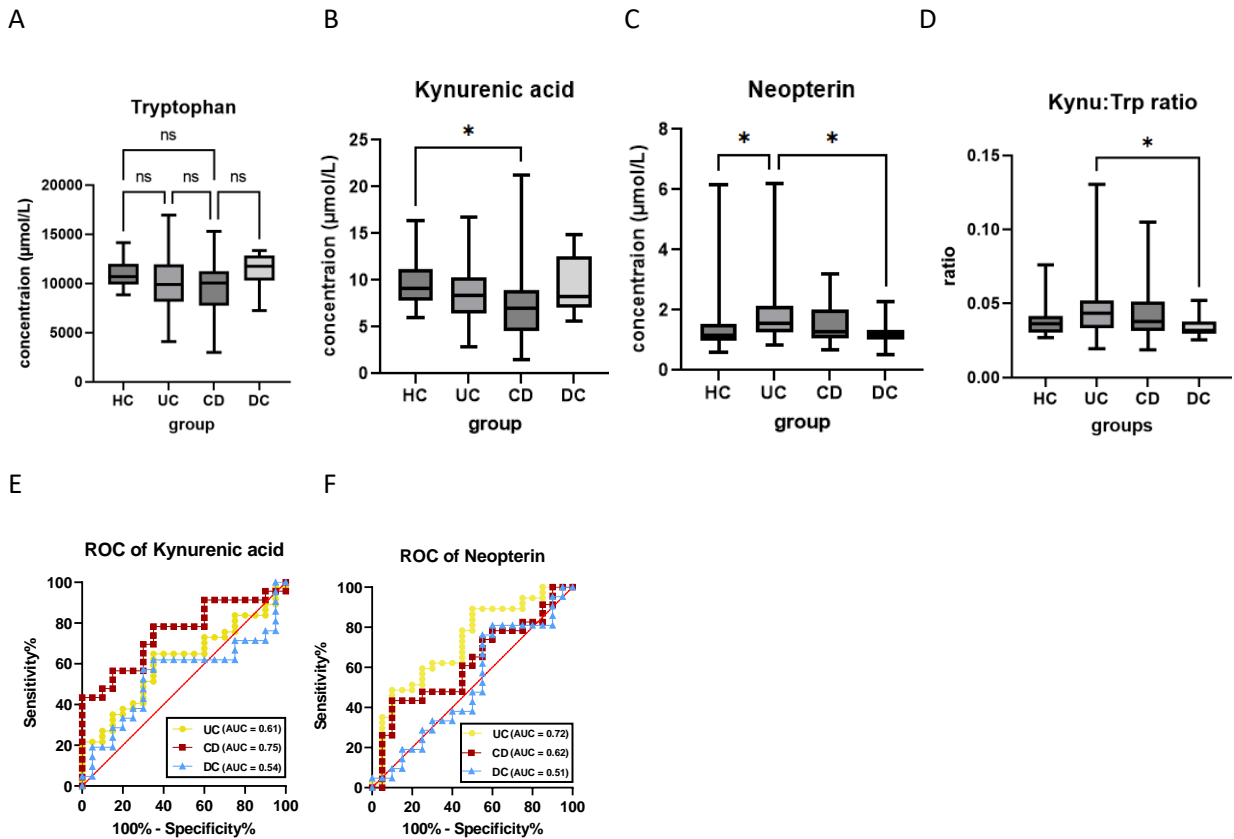 A
B
C
D
Tryptophan
ns
ns
ns
ns
concentraion (µmol/L)
20000
15000
10000
5000
0
HC
UC
CD
DC
group
Kynurenic acid
*
concentraion (µmol/L)
25
20
15
10
5
0
HC
UC
CD
DC
group
Neopterin
*
*
concentraion (µmol/L)
8
6
4
2
0
HC
UC
CD
DC
group
Kynu:Trp ratio
*
ratio
0.15
0.10
0.05
0.00
HC
UC
CD
DC
groups
E
F
ROC of Kynurenic acid
Sensitivity%
100
80
60
40
20
0
UC (AUC = 0.61)
CD (AUC = 0.75)
DC (AUC = 0.54)
0
20
40
60
80
100
100% - Specificity%
ROC of Neopterin
Sensitivity%
100
80
60
40
20
0
UC (AUC = 0.72)
CD (AUC = 0.62)
DC (AUC = 0.51)
0
20
40
60
80
100
100% - Specificity%